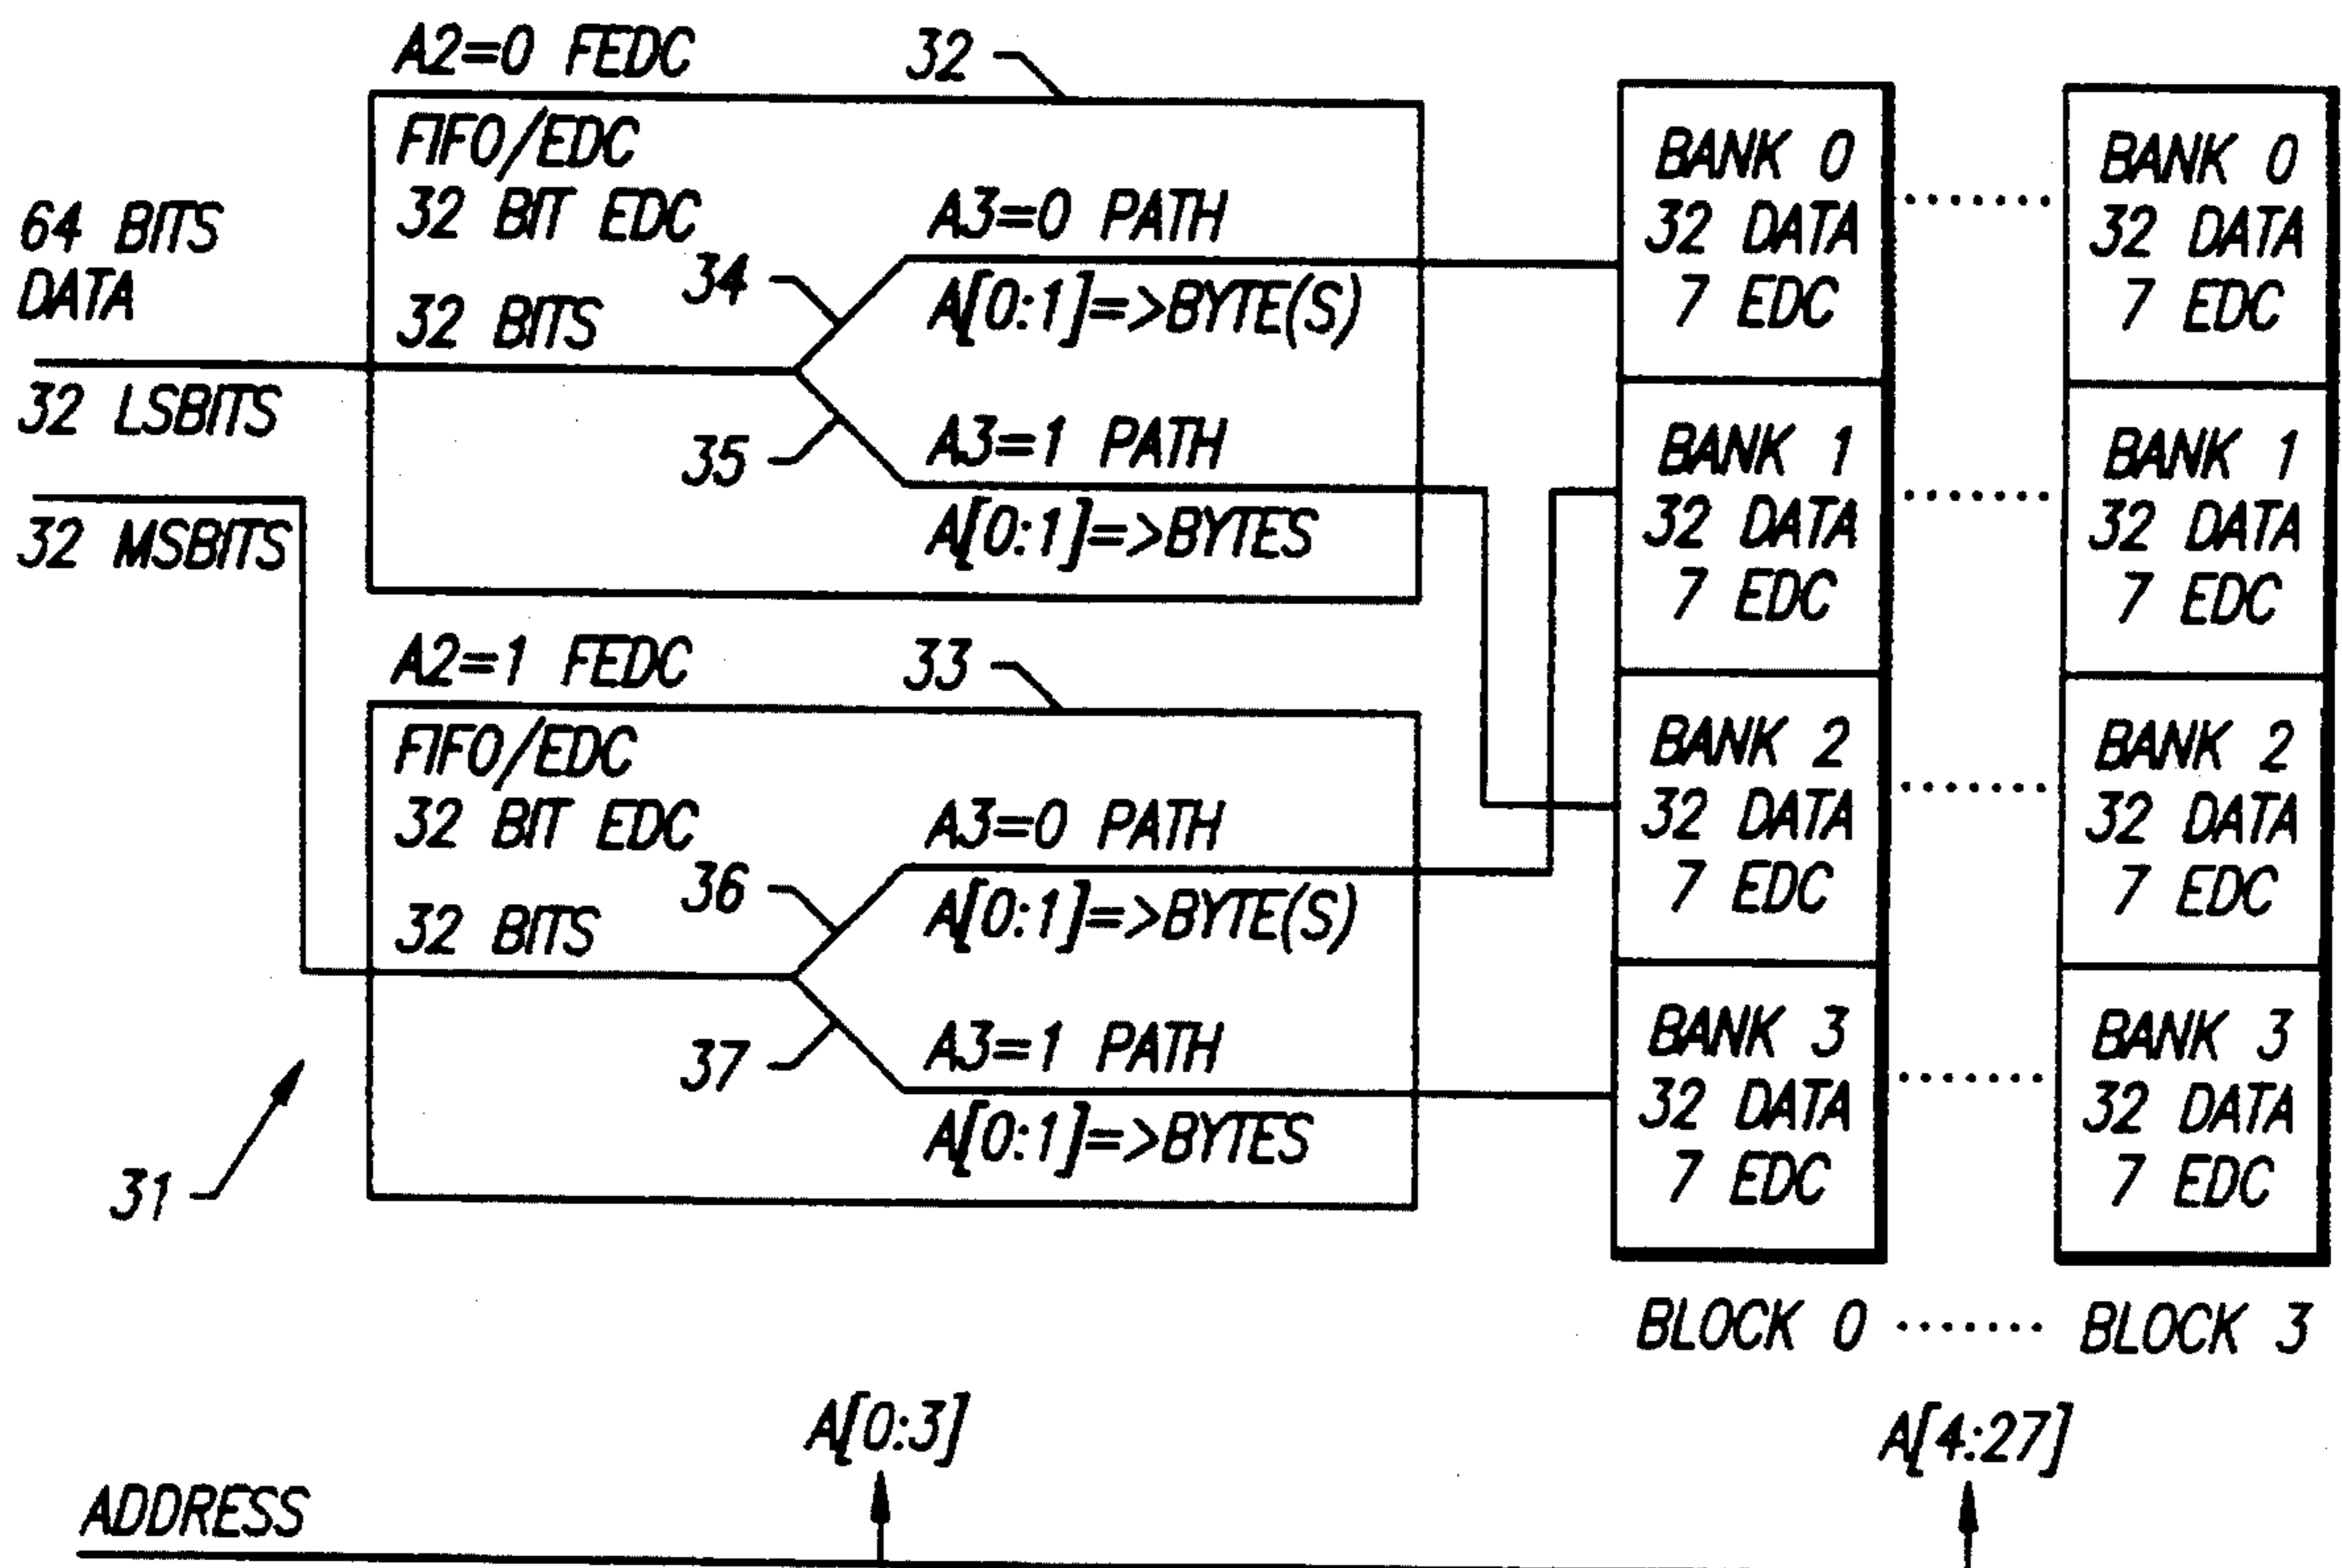 A2=0 FEDC
32
FIFO/EDC
32 BIT EDC
64 BITS
DATA
34
A3=0 PATH
32 BITS
A[0:1]=>BYTE(S)
32 LSBITS
35
A3=1 PATH
32 MSBITS
A[0:1]=>BYTES
A2=1 FEDC
33
FIFO/EDC
32 BIT EDC
36
A3=0 PATH
32 BITS
A[0:1]=>BYTE(S)
37
A3=1 PATH
A[0:1]=>BYTES
31
BANK 0
32 DATA
7 EDC
BANK 1
32 DATA
7 EDC
BANK 2
32 DATA
7 EDC
BANK 3
32 DATA
7 EDC
BANK 0
32 DATA
7 EDC
BANK 1
32 DATA
7 EDC
BANK 2
32 DATA
7 EDC
BANK 3
32 DATA
7 EDC
BLOCK 0 ....... BLOCK 3
A[0:3]
A[4:27]
ADDRESS